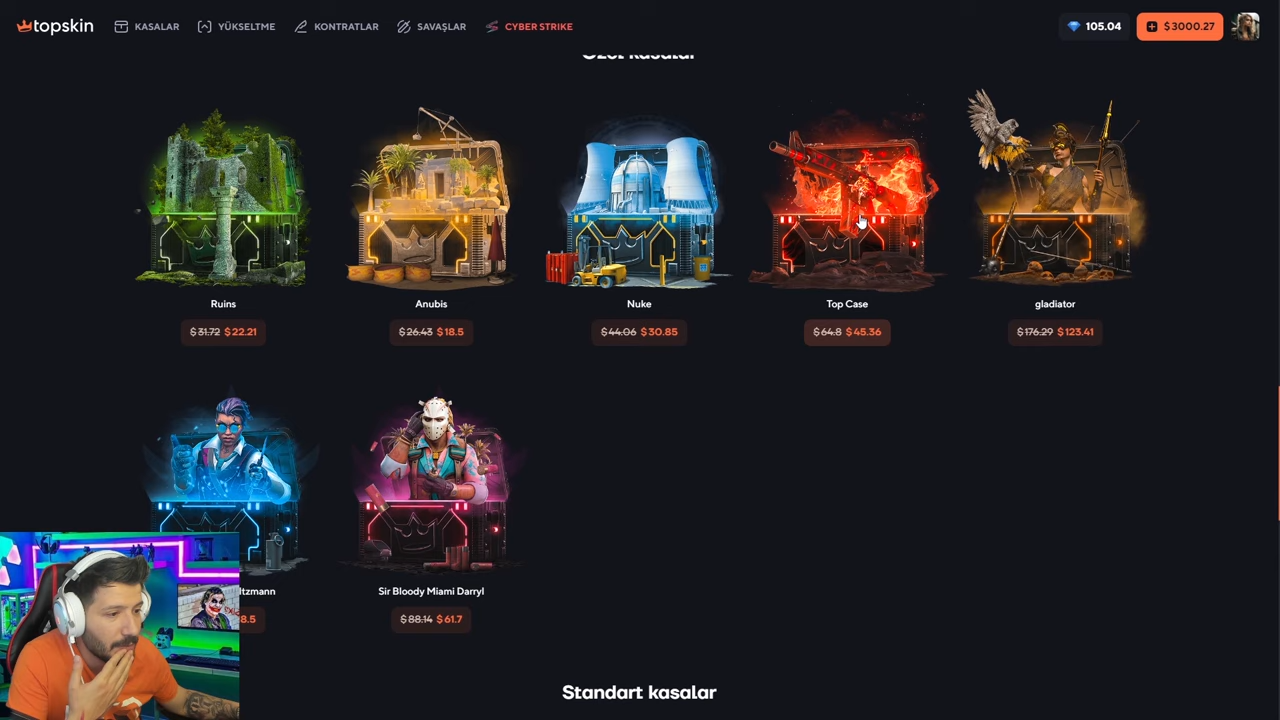 topskin
KASALAR
YÜKSELTME
KONTRATLAR
SAVAŞLAR
CYBER STRIKE
105.04
$3000.27
Özel kasalar
Ruins
Anubis
Nuke
Top Case
gladiator
$31.72 $22.21
$26.43 $18.5
$44.06 $30.85
$64.8 $45.36
$176.29 $123.41
Sir Bloody Miami Darryl
$88.14 $61.7
Standart kasalar